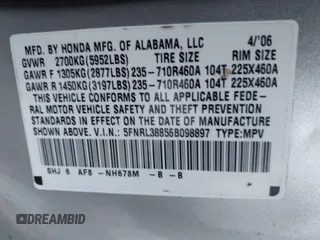 MFD. BY HONDA MFG. OF ALABAMA, LLC 4/'06
GVWR 2700KG(5952LBS) TIRE SIZE RIM SIZE
GAWR F 1305KG(2877LBS) 235-710R460A 104T 225X460A
GAWR R 1450KG(3197LBS) 235-710R460A 104T 225X460A
THIS VEHICLE CONFORMS TO ALL APPLICABLE FEDE-
RAL MOTOR VEHICLE SAFETY AND THEFT PREVENTION
STANDARDS IN EFFECT ON THE DATE OF MANUFACTURE
SHOWN ABOVE.
V.I.N.: 5FNRL38856B098897 TYPE:MPV
SHJ 6 AF8 -NH678M -B -B
DREAMBID